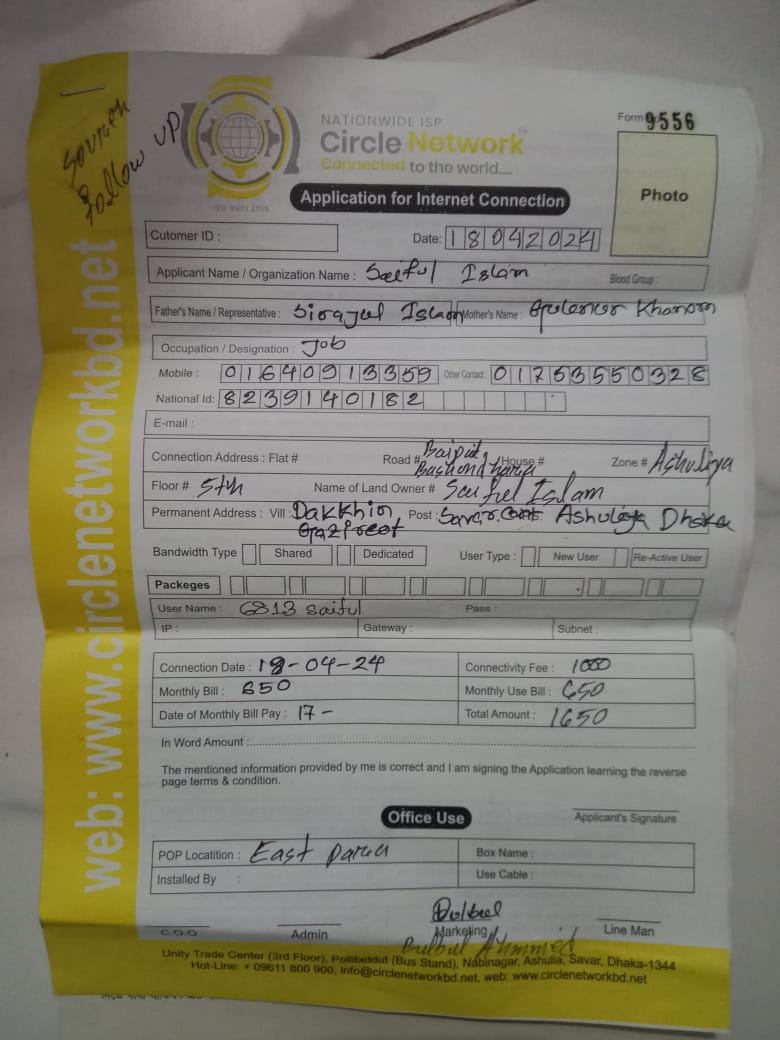 Sourov
Follow up
NATIONWIDE ISP
Circle Network
Connected to the world....
ISO 9001:2015
Form 9556
Photo
Application for Internet Connection
Cutomer ID :
Date: 18042024
Applicant Name / Organization Name : Saiful Islam Blood Group :
Father's Name / Representative : Sirajul Islam Mother's Name : Khanom
Occupation / Designation : Job
Mobile : 01640913359 Other Contact: 01753550328
National Id: 8239140182
E-mail :
Connection Address : Flat # Road # Baipail House # Zone # Ashuliya
Floor # 5th Name of Land Owner # Saiful Islam
Permanent Address : Vill : Dakkhin Gazircot Post : Savar. Cant. Ashuliya Dhaka
Bandwidth Type Shared Dedicated User Type : New User Re-Active User
Packeges
User Name : 6813 Saiful Pass :
IP : Gateway : Subnet :
Connection Date : 18-04-24 Connectivity Fee : 1000
Monthly Bill : 650 Monthly Use Bill : 650
Date of Monthly Bill Pay : 17 - Total Amount : 1650
In Word Amount :
The mentioned information provided by me is correct and I am signing the Application learning the reverse
page terms & condition.
Office Use
Applicant's Signature
POP Locatition : East Para Box Name :
Installed By : Use Cable :
Bulbul
C.O.O Admin Marketing Line Man
Bulbul Ahmmed
Unity Trade Center (3rd Floor), Pollibiddut (Bus Stand), Nabinagar, Ashulia, Savar, Dhaka-1344
Hot-Line: + 09611 800 900, info@circlenetworkbd.net, web: www.circlenetworkbd.net
web: www.circlenetworkbd.net